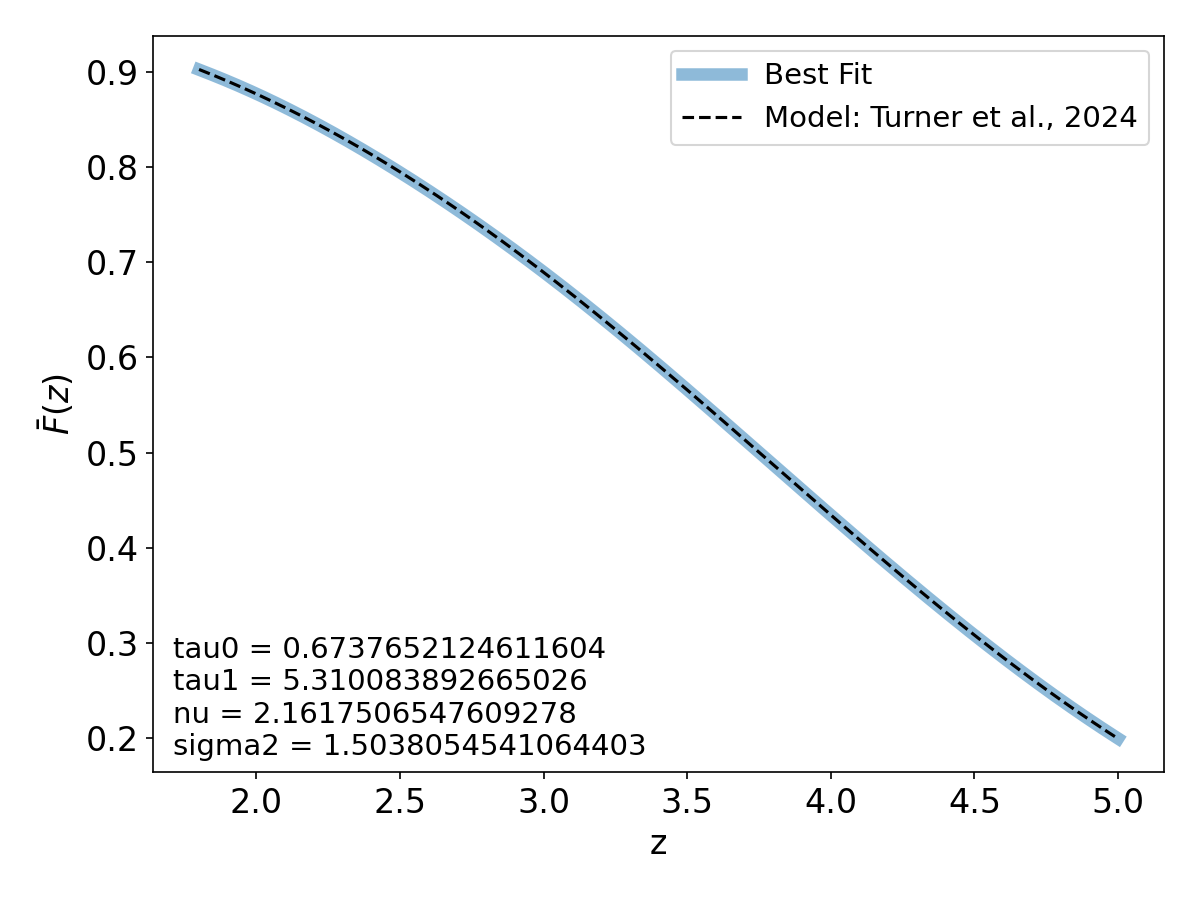 0.9
0.8
0.7
0.6
0.5
0.4
0.3
0.2
F̄(z)
Best Fit
Model: Turner et al., 2024
tau0 = 0.6737652124611604
tau1 = 5.310083892665026
nu = 2.1617506547609278
sigma2 = 1.5038054541064403
2.0 2.5 3.0 3.5 4.0 4.5 5.0
z